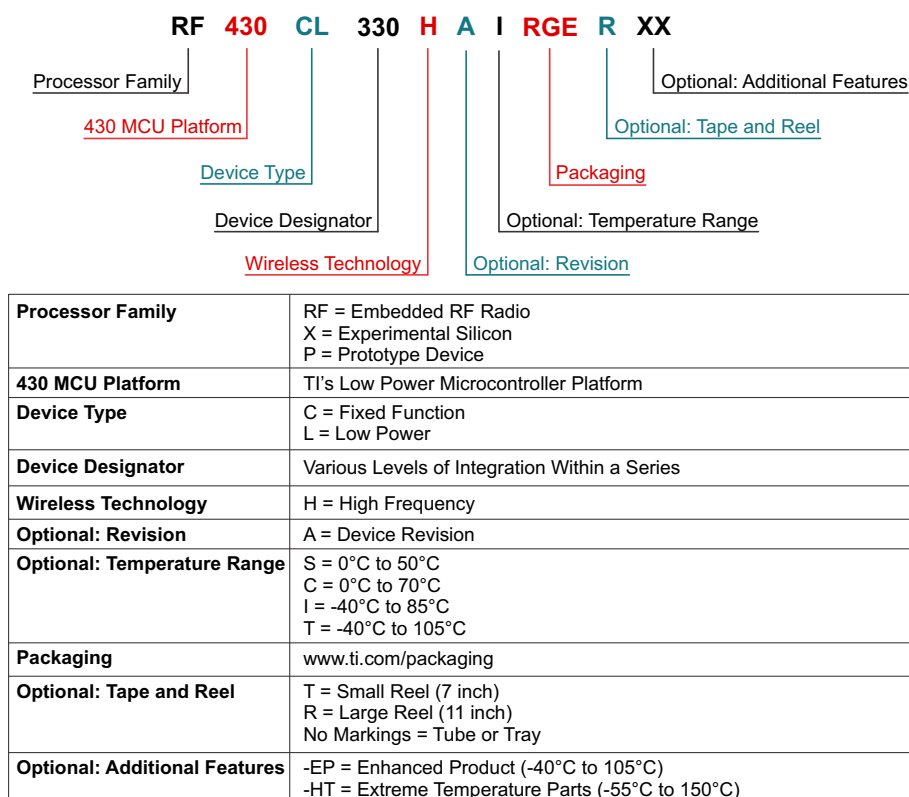 RF 430 CL 330 H A I RGE R XX
Processor Family
Optional: Additional Features
430 MCU Platform
Optional: Tape and Reel
Device Type
Packaging
Device Designator
Optional: Temperature Range
Wireless Technology
Optional: Revision
Processor Family
RF = Embedded RF Radio
X = Experimental Silicon
P = Prototype Device
430 MCU Platform
TI's Low Power Microcontroller Platform
Device Type
C = Fixed Function
L = Low Power
Device Designator
Various Levels of Integration Within a Series
Wireless Technology
H = High Frequency
Optional: Revision
A = Device Revision
Optional: Temperature Range
S = 0°C to 50°C
C = 0°C to 70°C
I = -40°C to 85°C
T = -40°C to 105°C
Packaging
www.ti.com/packaging
Optional: Tape and Reel
T = Small Reel (7 inch)
R = Large Reel (11 inch)
No Markings = Tube or Tray
Optional: Additional Features
-EP = Enhanced Product (-40°C to 105°C)
-HT = Extreme Temperature Parts (-55°C to 150°C)